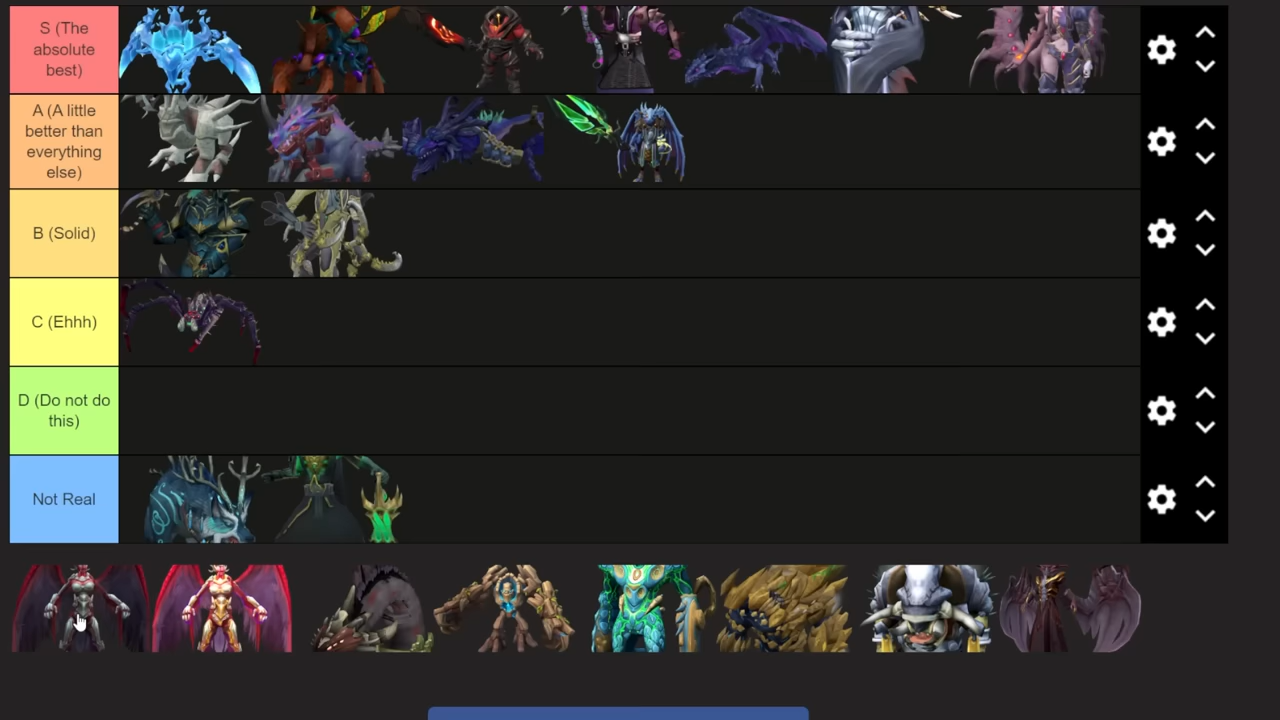 S (The
absolute
best)
A (A little
better than
everything
else)
B (Solid)
C (Ehhh)
D (Do not do
this)
Not Real